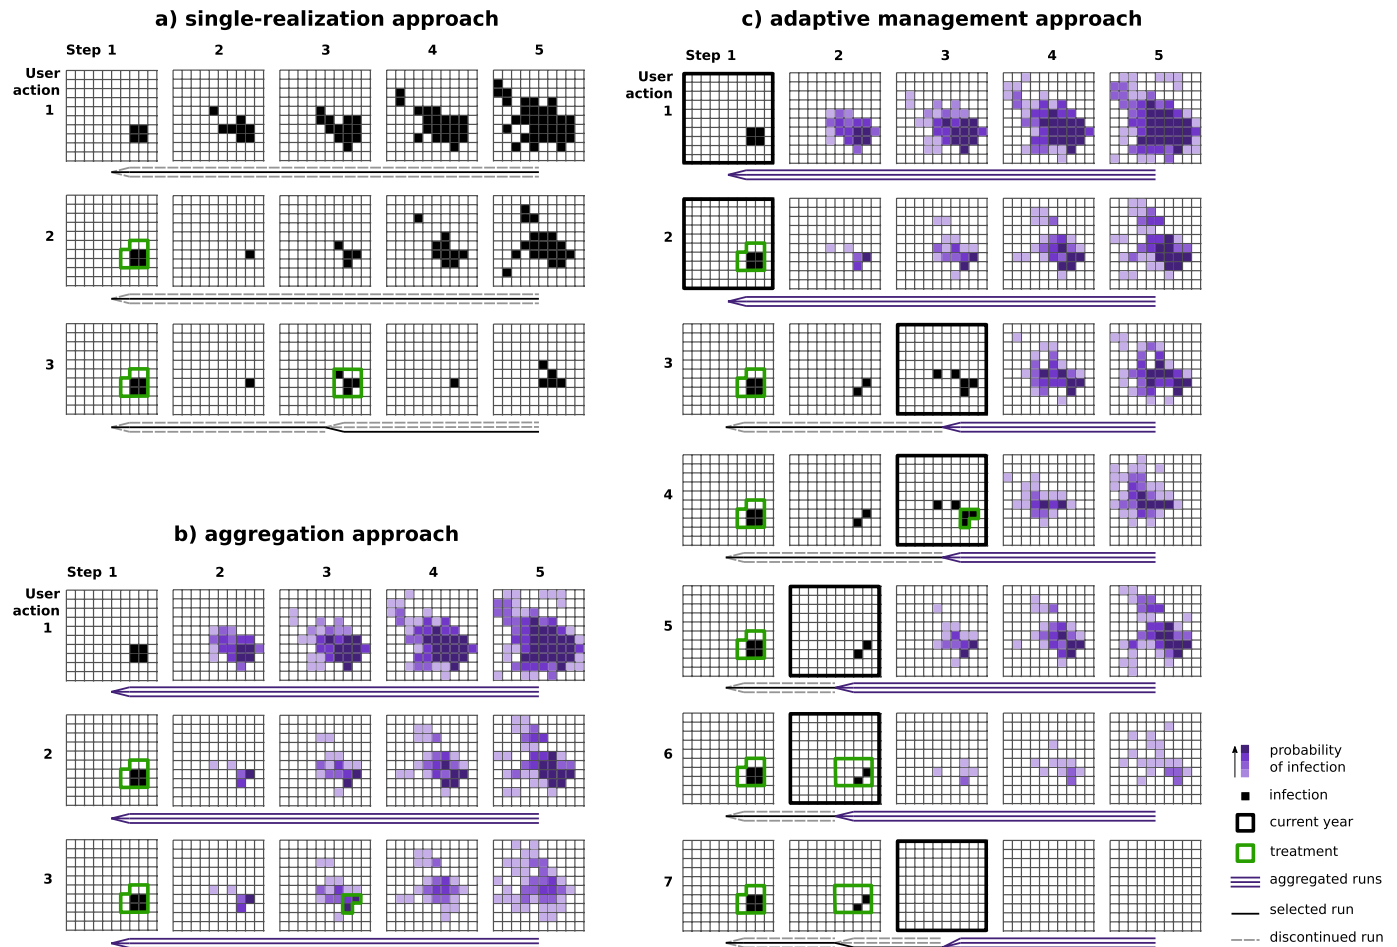 a) single-realization approach
Step 1 2 3 4 5
User
action
1
2
3
b) aggregation approach
Step 1 2 3 4 5
User
action
1
2
3
c) adaptive management approach
Step 1 2 3 4 5
User
action
1
2
3
4
5
6
7
probability
of infection
infection
current year
treatment
aggregated runs
selected run
discontinued run